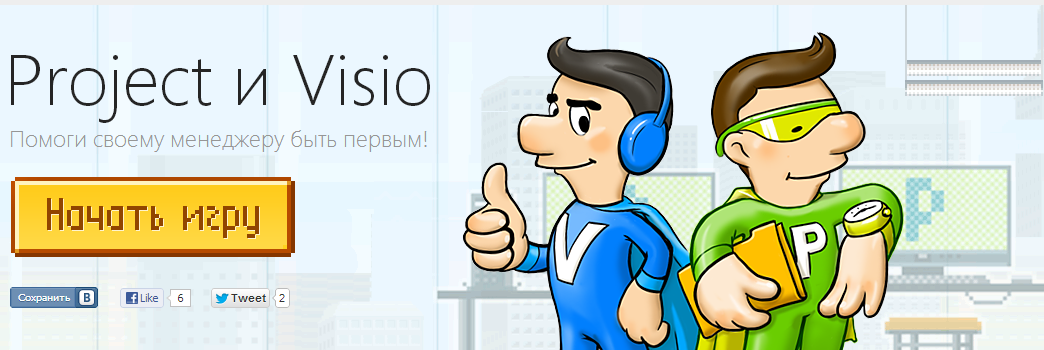 Project и Visio
Помоги своему менеджеру быть первым!
Начать игру
Сохранить B
Like 6
Tweet 2
V
P
P